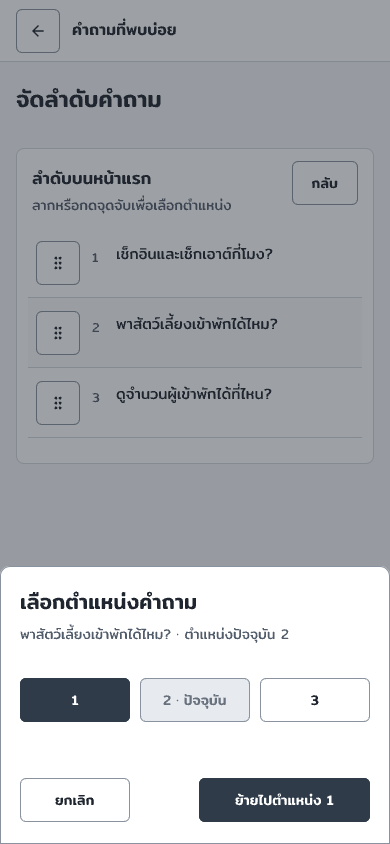 คำถามที่พบบ่อย
จัดลำดับคำถาม
ลำดับบนหน้าแรก
ลากหรือกดจุดจับเพื่อเลือกตำแหน่ง
กลับ
1 เช็กอินและเช็กเอาต์กี่โมง?
2 พาสัตว์เลี้ยงเข้าพักได้ไหม?
3 ดูจำนวนผู้เข้าพักได้ที่ไหน?
เลือกตำแหน่งคำถาม
พาสัตว์เลี้ยงเข้าพักได้ไหม? · ตำแหน่งปัจจุบัน 2
1 2 · ปัจจุบัน 3
ยกเลิก ย้ายไปตำแหน่ง 1